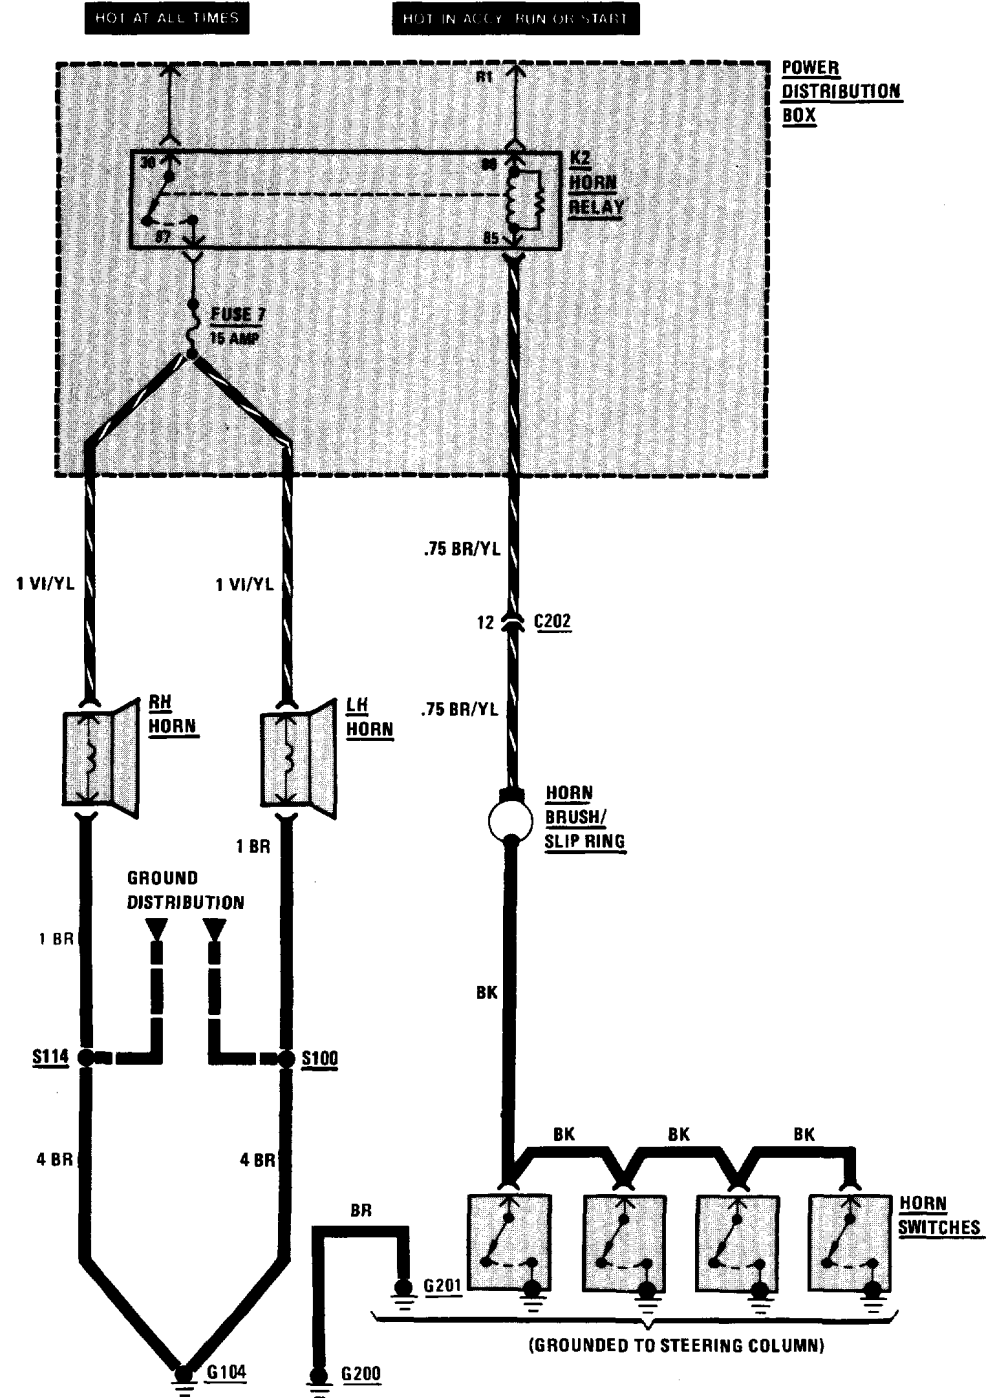 HOT AT ALL TIMES
HOT IN ACCY, RUN OR START
POWER
DISTRIBUTION
BOX
R1
30
86
K2
HORN
RELAY
87
85
FUSE 7
15 AMP
.75 BR/YL
1 VI/YL
1 VI/YL
12
C202
.75 BR/YL
RH
HORN
LH
HORN
HORN
BRUSH/
SLIP RING
1 BR
GROUND
DISTRIBUTION
1 BR
BK
S114
S100
4 BR
4 BR
BK
BK
BK
HORN
SWITCHES
BR
G201
(GROUNDED TO STEERING COLUMN)
G104
G200